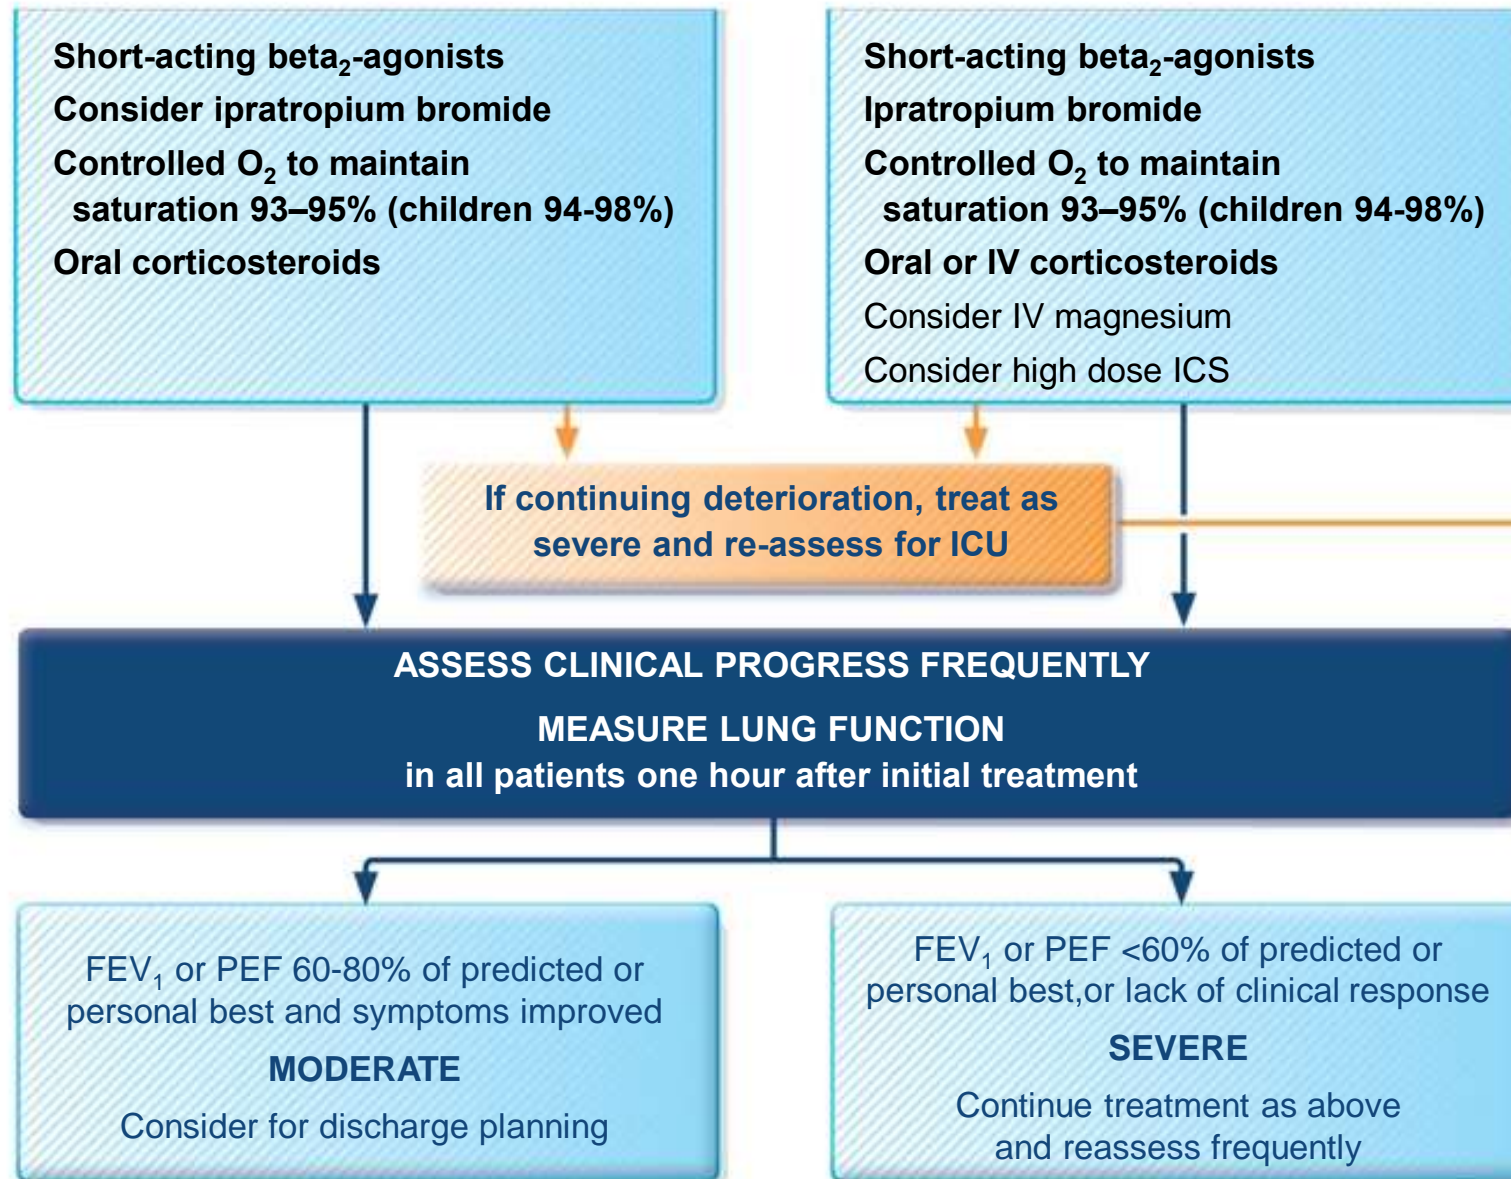 Short-acting beta₂-agonists
Consider ipratropium bromide
Controlled O₂ to maintain
saturation 93–95% (children 94-98%)
Oral corticosteroids
Short-acting beta₂-agonists
Ipratropium bromide
Controlled O₂ to maintain
saturation 93–95% (children 94-98%)
Oral or IV corticosteroids
Consider IV magnesium
Consider high dose ICS
If continuing deterioration, treat as
severe and re-assess for ICU
ASSESS CLINICAL PROGRESS FREQUENTLY
MEASURE LUNG FUNCTION
in all patients one hour after initial treatment
FEV₁ or PEF 60-80% of predicted or
personal best and symptoms improved
MODERATE
Consider for discharge planning
FEV₁ or PEF <60% of predicted or
personal best,or lack of clinical response
SEVERE
Continue treatment as above
and reassess frequently